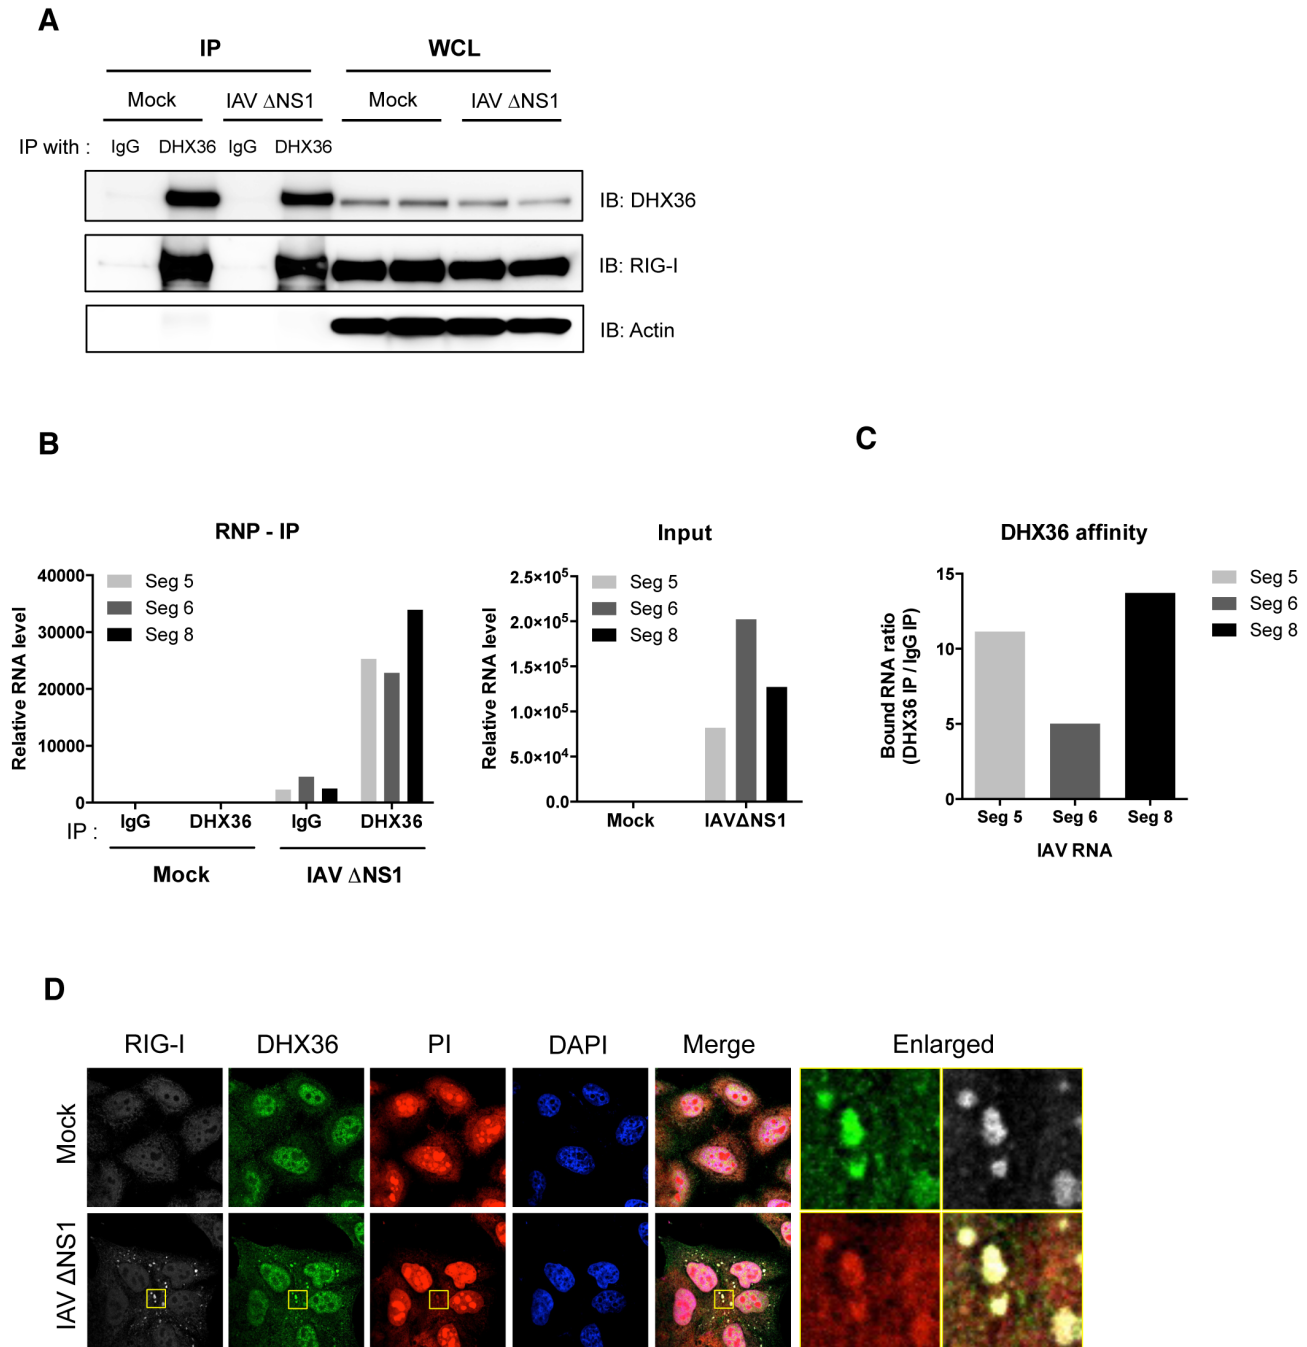 A
IP WCL
Mock IAV ΔNS1 Mock IAV ΔNS1
IP with : IgG DHX36 IgG DHX36
IB: DHX36
IB: RIG-I
IB: Actin
B
RNP - IP
Relative RNA level
40000
30000
20000
10000
0
Seg 5
Seg 6
Seg 8
IP : IgG DHX36 IgG DHX36
Mock IAV ΔNS1
Input
Relative RNA level
2.5×10⁵
2.0×10⁵
1.5×10⁵
1.0×10⁵
5.0×10⁴
0.0
Seg 5
Seg 6
Seg 8
Mock IAVΔNS1
C
DHX36 affinity
Bound RNA ratio
(DHX36 IP / IgG IP)
15
10
5
0
Seg 5 Seg 6 Seg 8
IAV RNA
Seg 5
Seg 6
Seg 8
D
RIG-I DHX36 PI DAPI Merge Enlarged
Mock
IAV ΔNS1